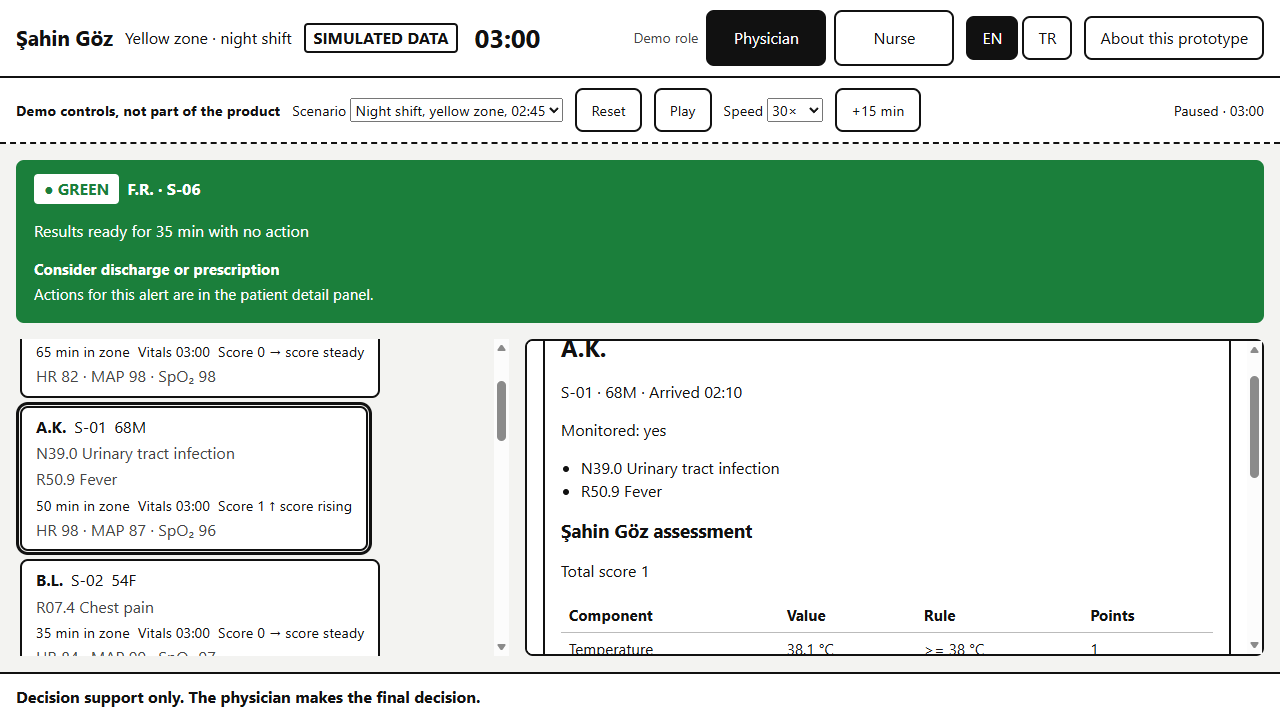 Şahin Göz Yellow zone · night shift SIMULATED DATA 03:00 Demo role Physician Nurse EN TR About this prototype
Demo controls, not part of the product Scenario Night shift, yellow zone, 02:45 Reset Play Speed 30× +15 min Paused · 03:00
● GREEN F.R. · S-06
Results ready for 35 min with no action
Consider discharge or prescription
Actions for this alert are in the patient detail panel.
65 min in zone Vitals 03:00 Score 0 → score steady
HR 82 · MAP 98 · SpO₂ 98
A.K. S-01 68M
N39.0 Urinary tract infection
R50.9 Fever
50 min in zone Vitals 03:00 Score 1 ↑ score rising
HR 98 · MAP 87 · SpO₂ 96
B.L. S-02 54F
R07.4 Chest pain
35 min in zone Vitals 03:00 Score 0 → score steady
A.K.
S-01 · 68M · Arrived 02:10
Monitored: yes
• N39.0 Urinary tract infection
• R50.9 Fever
Şahin Göz assessment
Total score 1
Component Value Rule Points
Temperature 38.1 °C >= 38 °C 1
Decision support only. The physician makes the final decision.